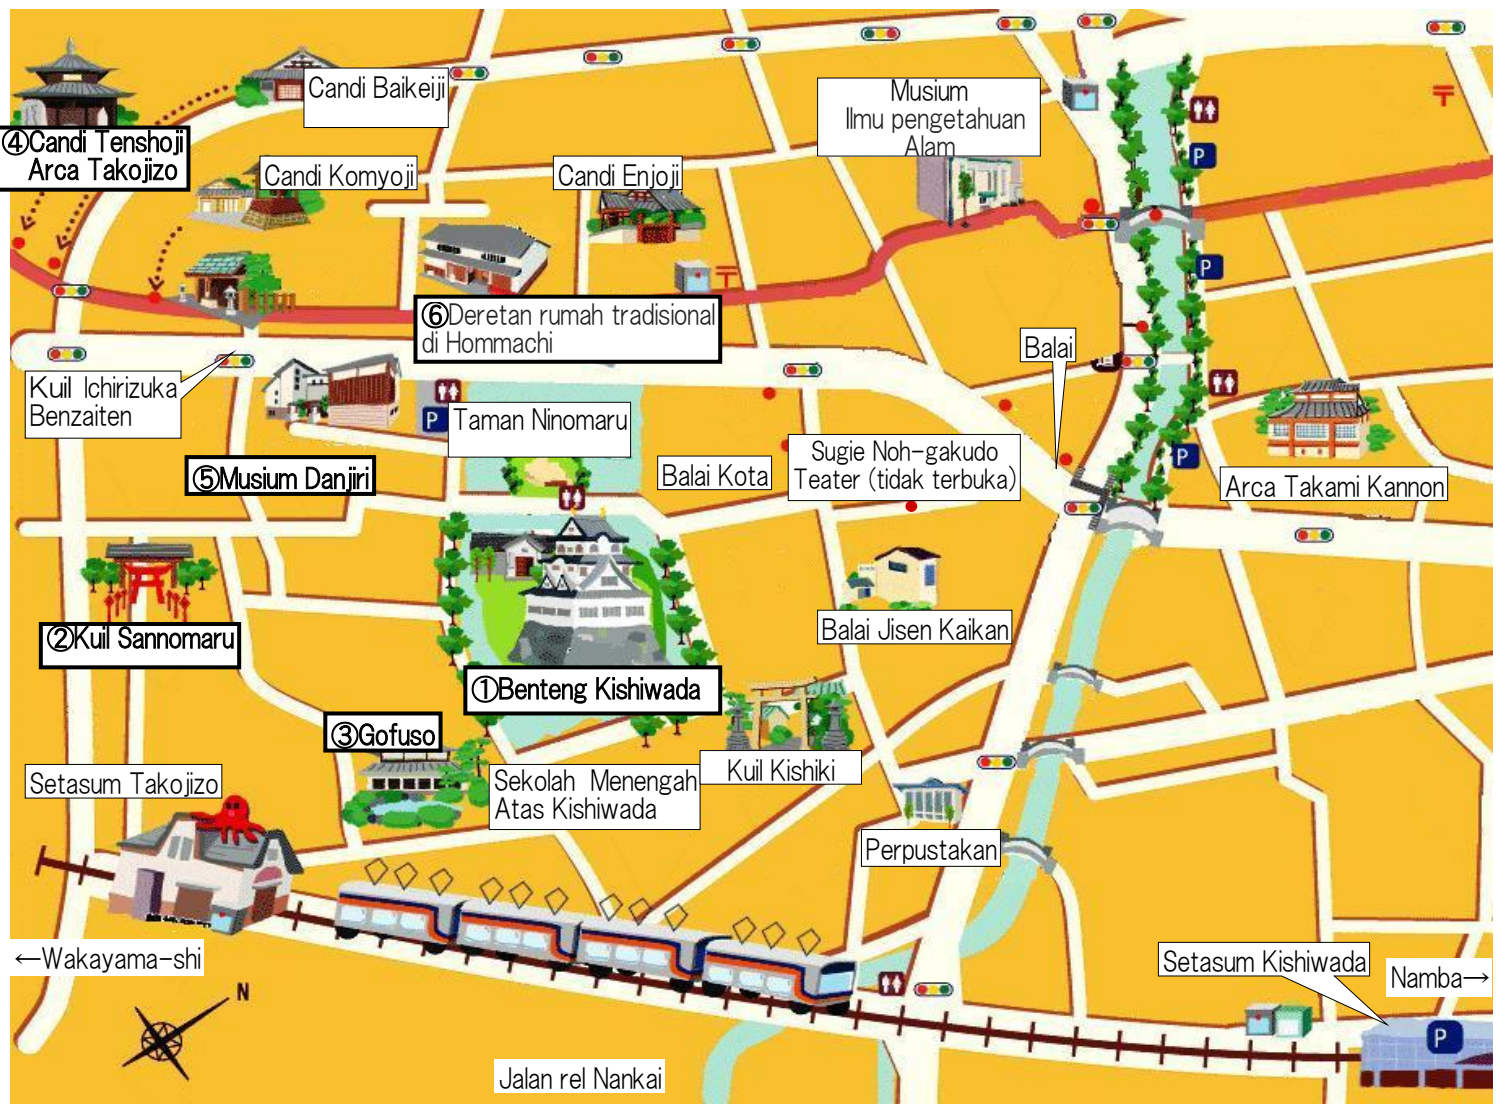 Candi Baikeiji
④Candi Tenshoji
Arca Takojizo
Candi Komyoji
Candi Enjoji
Musium
Ilmu pengetahuan
Alam
〒
P
〒
P
⑥Deretan rumah tradisional
di Hommachi
Balai
Kuil Ichirizuka
Benzaiten
P
Taman Ninomaru
⑤Musium Danjiri
Balai Kota
Sugie Noh-gakudo
Teater (tidak terbuka)
P
Arca Takami Kannon
②Kuil Sannomaru
Balai Jisen Kaikan
①Benteng Kishiwada
③Gofuso
Setasum Takojizo
Sekolah Menengah
Atas Kishiwada
Kuil Kishiki
Perpustakan
←Wakayama-shi
N
Setasum Kishiwada
Namba→
P
Jalan rel Nankai